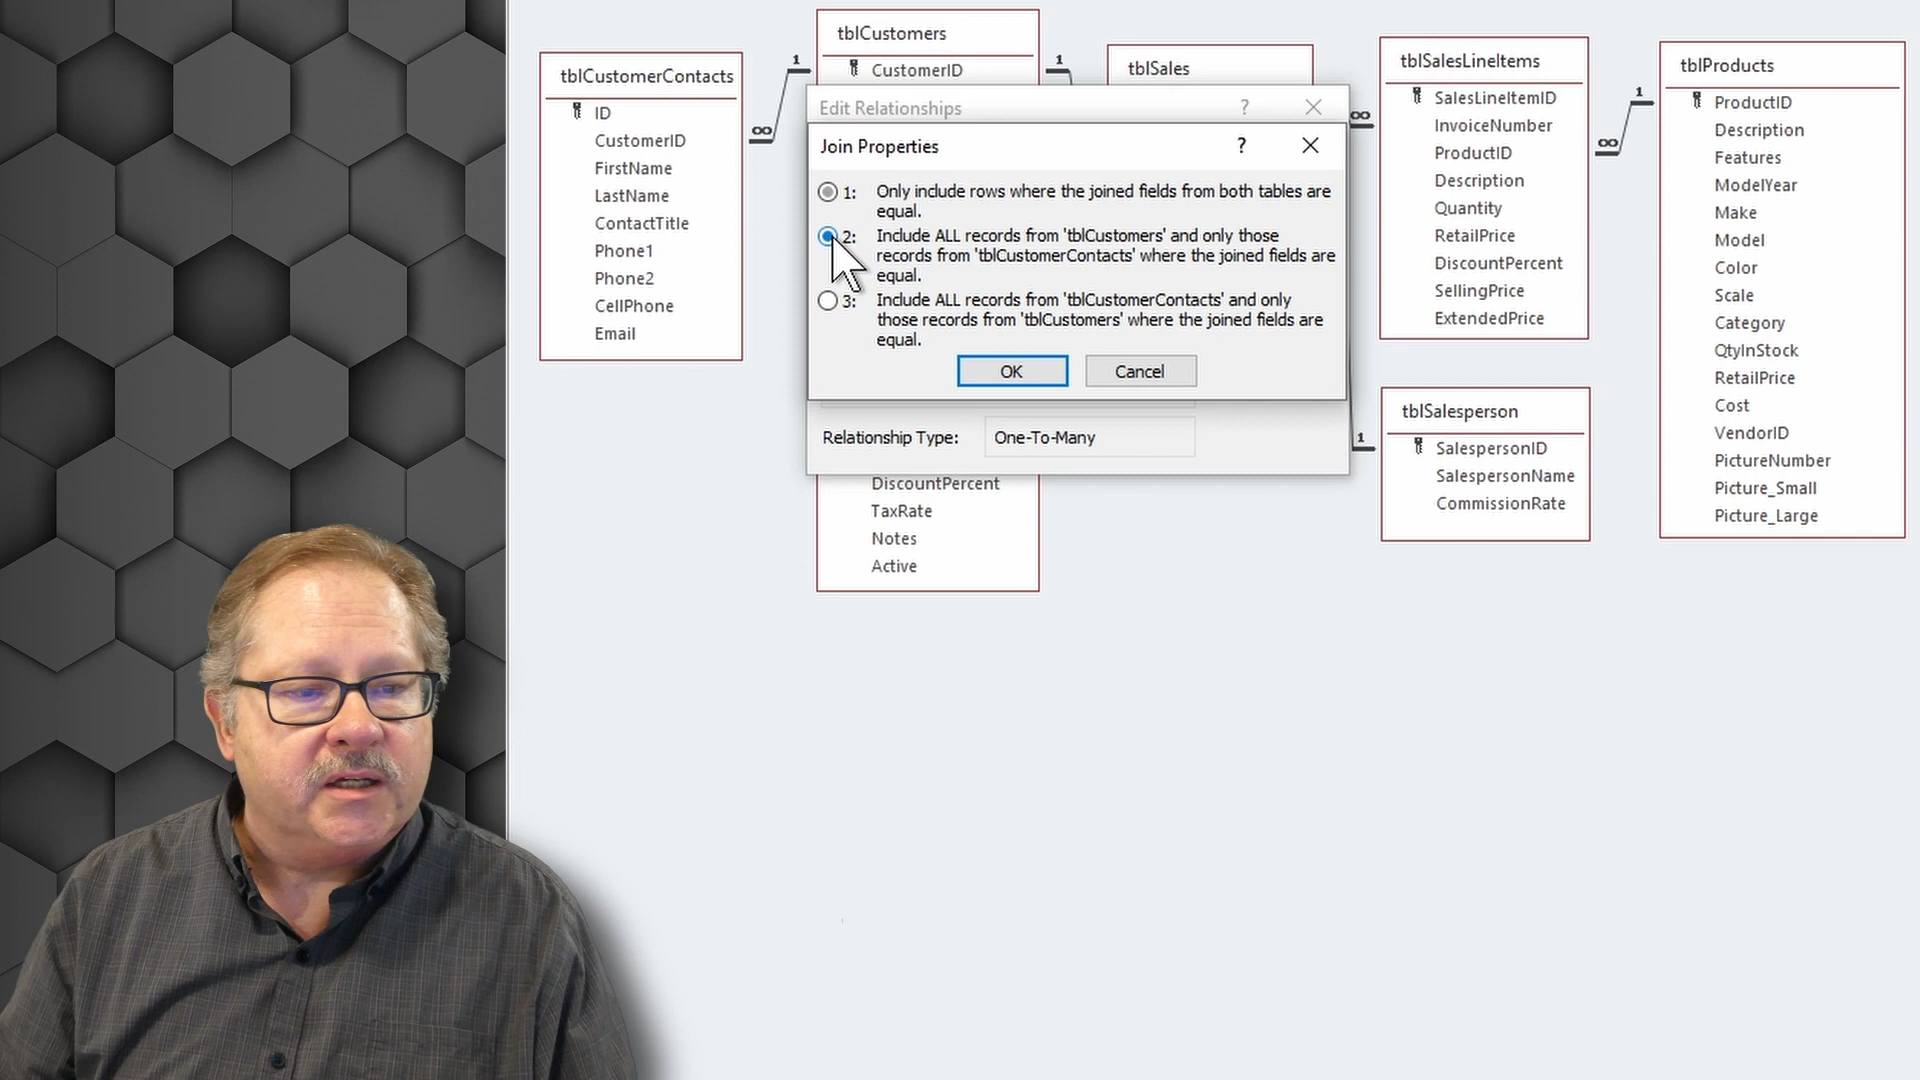 tblCustomerContacts
ID
CustomerID
FirstName
LastName
ContactTitle
Phone1
Phone2
CellPhone
Email
1
∞
tblCustomers
CustomerID
1
tblSales
Edit Relationships
?
Join Properties
?
1: Only include rows where the joined fields from both tables are
equal.
2: Include ALL records from 'tblCustomers' and only those
records from 'tblCustomerContacts' where the joined fields are
equal.
3: Include ALL records from 'tblCustomerContacts' and only
those records from 'tblCustomers' where the joined fields are
equal.
OK Cancel
Relationship Type: One-To-Many
DiscountPercent
TaxRate
Notes
Active
∞
tblSalesLineItems
SalesLineItemID
InvoiceNumber
ProductID
Description
Quantity
RetailPrice
DiscountPercent
SellingPrice
ExtendedPrice
1
∞
1
tblSalesperson
SalespersonID
SalespersonName
CommissionRate
tblProducts
ProductID
Description
Features
ModelYear
Make
Model
Color
Scale
Category
QtyInStock
RetailPrice
Cost
VendorID
PictureNumber
Picture_Small
Picture_Large